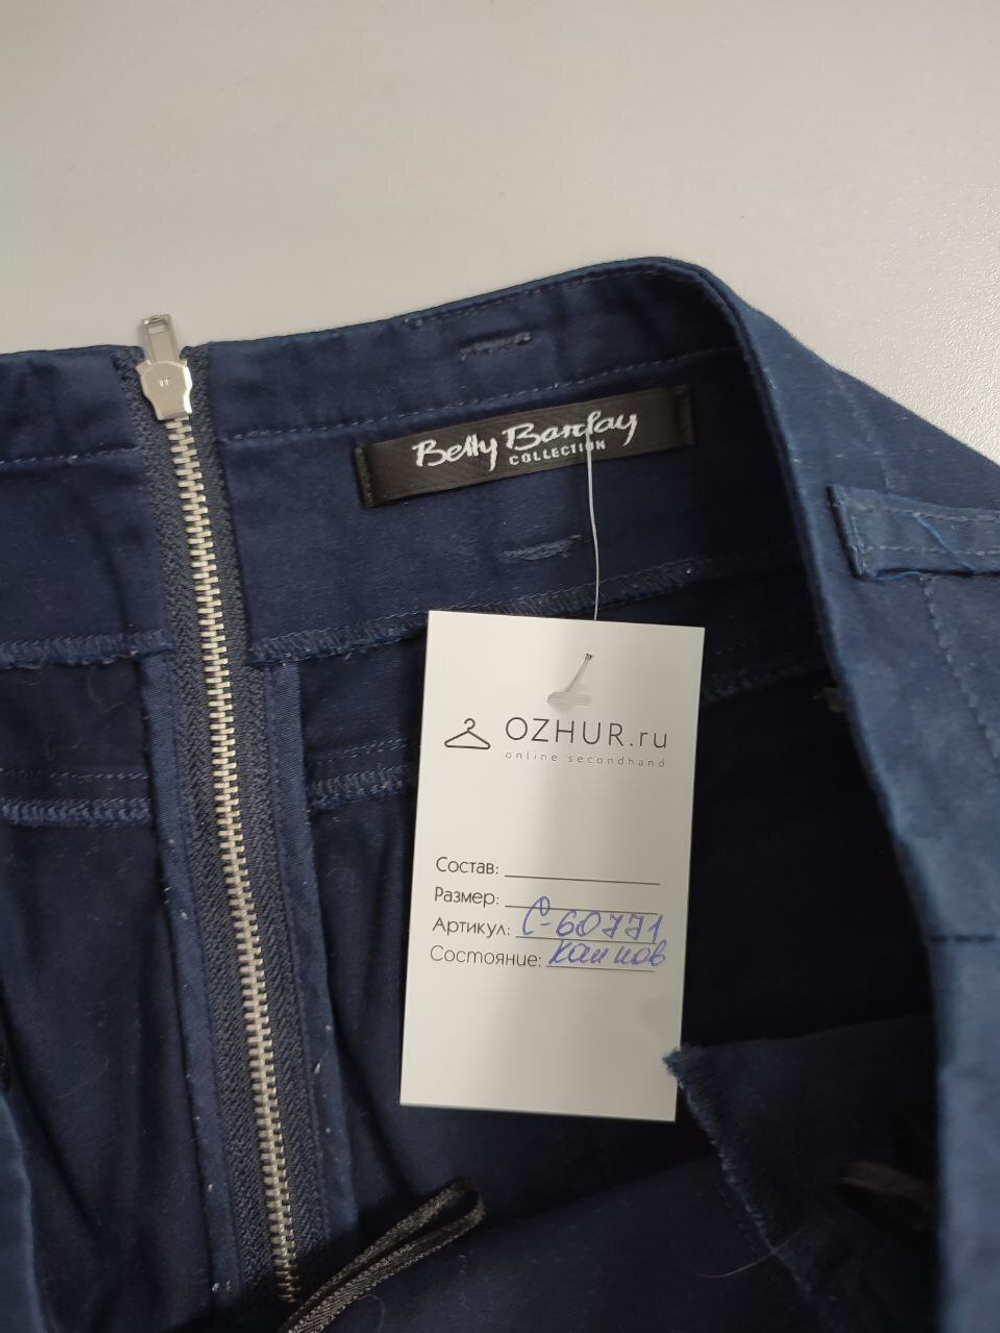 Betty Barclay
COLLECTION
OZHUR.ru
online secondhand
Состав:
Размер:
Артикул: С-60771
Состояние: как нов